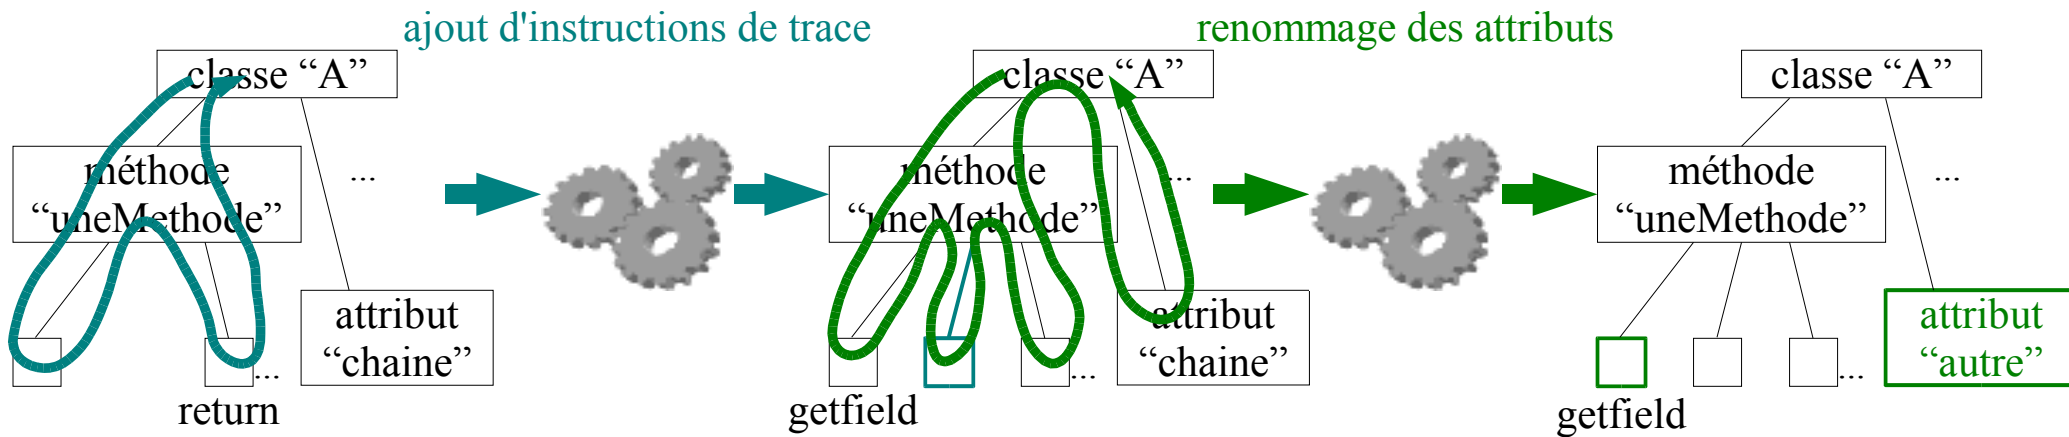 ajout d'instructions de trace
renommage des attributs
classe “A”
méthode
“uneMethode”
...
attribut
“chaine”
...
return
classe “A”
méthode
“uneMethode”
...
attribut
“chaine”
...
getfield
classe “A”
méthode
“uneMethode”
...
attribut
“autre”
...
getfield